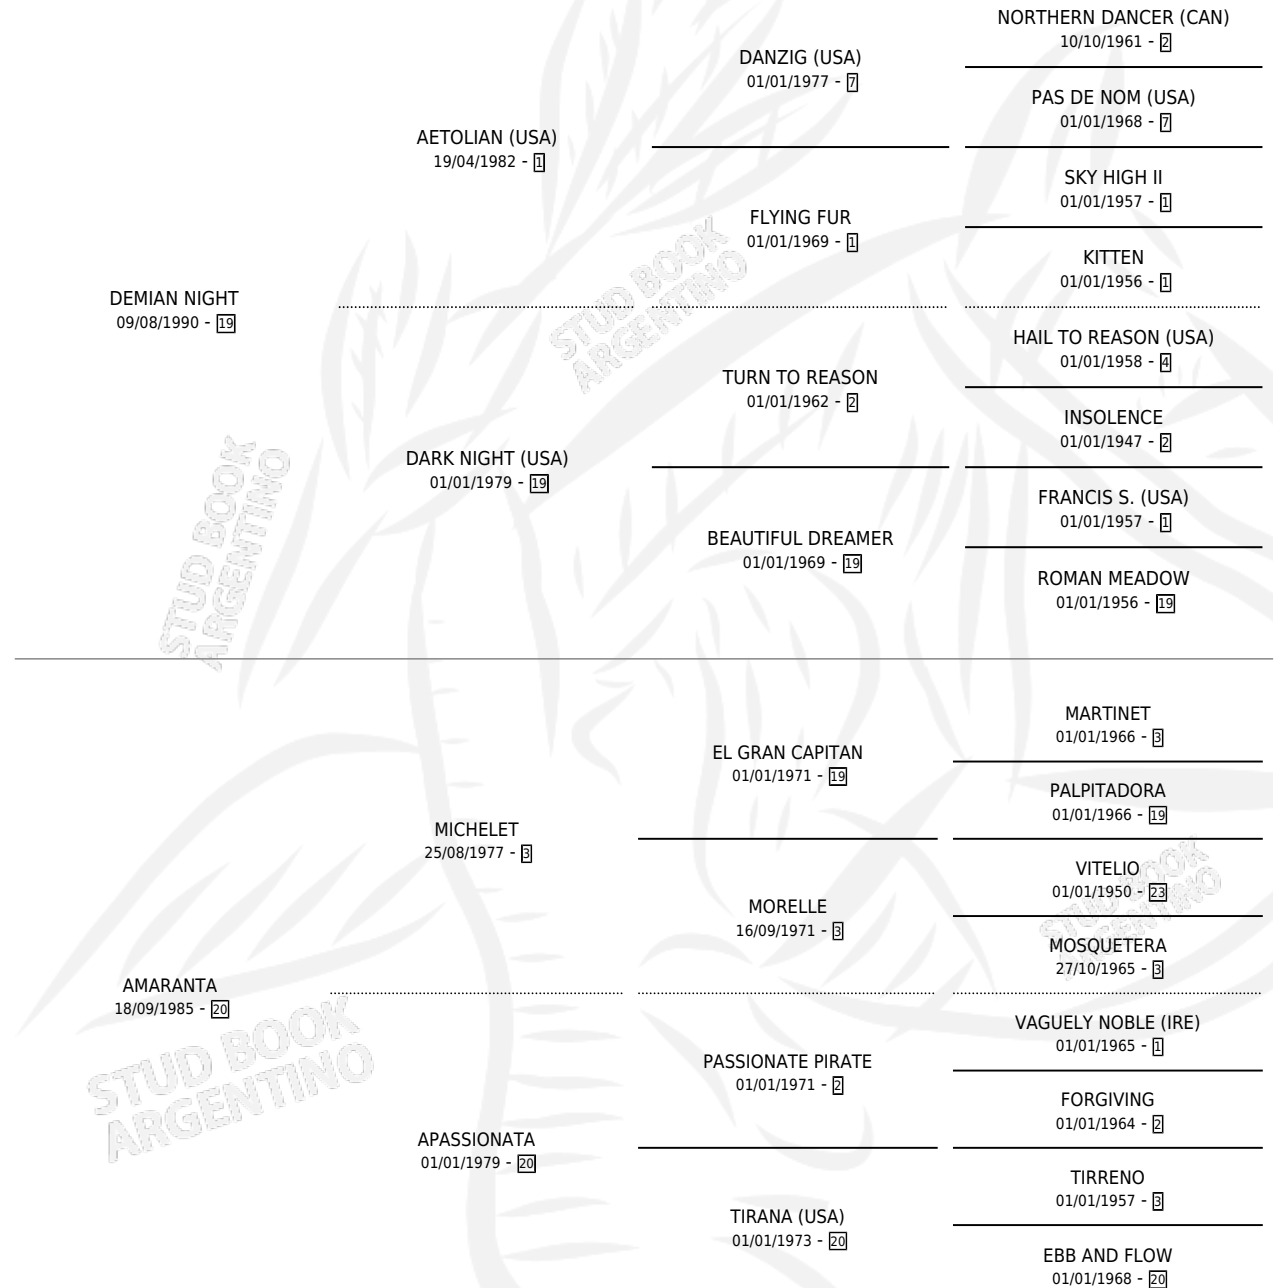 NORTHERN DANCER (CAN)
10/10/1961 - 2
DANZIG (USA)
01/01/1977 - 7
PAS DE NOM (USA)
01/01/1968 - 7
AETOLIAN (USA)
19/04/1982 - 1
SKY HIGH II
01/01/1957 - 1
FLYING FUR
01/01/1969 - 1
KITTEN
01/01/1956 - 1
DEMIAN NIGHT
09/08/1990 - 19
HAIL TO REASON (USA)
01/01/1958 - 4
TURN TO REASON
01/01/1962 - 2
INSOLENCE
01/01/1947 - 2
DARK NIGHT (USA)
01/01/1979 - 19
FRANCIS S. (USA)
01/01/1957 - 1
BEAUTIFUL DREAMER
01/01/1969 - 19
ROMAN MEADOW
01/01/1956 - 19
MARTINET
01/01/1966 - 3
EL GRAN CAPITAN
01/01/1971 - 19
PALPITADORA
01/01/1966 - 19
MICHELET
25/08/1977 - 3
VITELIO
01/01/1950 - 23
MORELLE
16/09/1971 - 3
MOSQUETERA
27/10/1965 - 3
AMARANTA
18/09/1985 - 20
VAGUELY NOBLE (IRE)
01/01/1965 - 1
PASSIONATE PIRATE
01/01/1971 - 2
FORGIVING
01/01/1964 - 2
APASSIONATA
01/01/1979 - 20
TIRRENO
01/01/1957 - 3
TIRANA (USA)
01/01/1973 - 20
EBB AND FLOW
01/01/1968 - 20
STUD BOOK
ARGENTINO
STUD BOOK
ARGENTINO
STUD BOOK
ARGENTINO
STUD BOOK
ARGENTINO